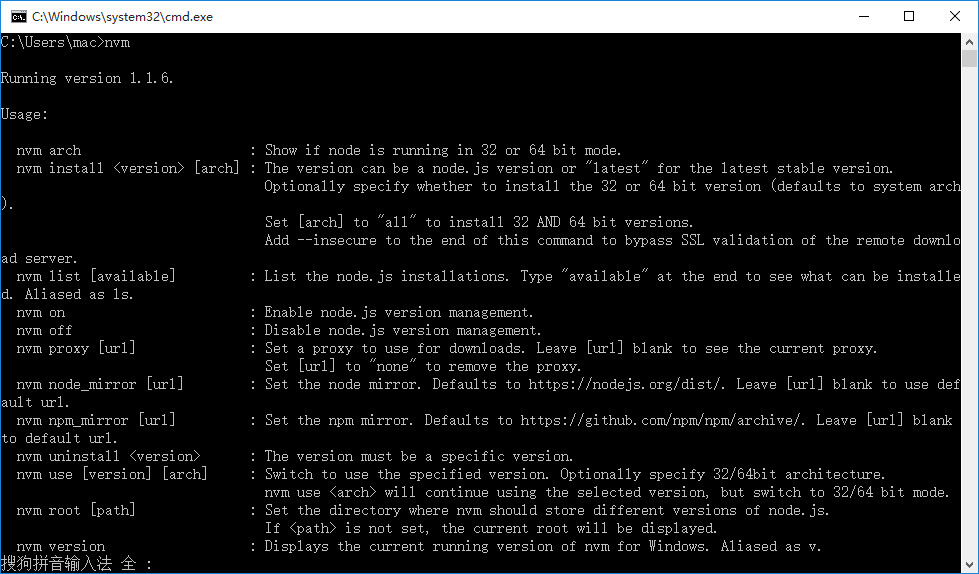 C:\Windows\system32\cmd.exe
C:\Users\mac>nvm
Running version 1.1.6.
Usage:
nvm arch : Show if node is running in 32 or 64 bit mode.
nvm install <version> [arch] : The version can be a node.js version or "latest" for the latest stable version.
Optionally specify whether to install the 32 or 64 bit version (defaults to system arch
).
Set [arch] to "all" to install 32 AND 64 bit versions.
Add --insecure to the end of this command to bypass SSL validation of the remote downlo
ad server.
nvm list [available] : List the node.js installations. Type "available" at the end to see what can be installe
d. Aliased as ls.
nvm on : Enable node.js version management.
nvm off : Disable node.js version management.
nvm proxy [url] : Set a proxy to use for downloads. Leave [url] blank to see the current proxy.
Set [url] to "none" to remove the proxy.
nvm node_mirror [url] : Set the node mirror. Defaults to https://nodejs.org/dist/. Leave [url] blank to use def
ault url.
nvm npm_mirror [url] : Set the npm mirror. Defaults to https://github.com/npm/npm/archive/. Leave [url] blank
to default url.
nvm uninstall <version> : The version must be a specific version.
nvm use [version] [arch] : Switch to use the specified version. Optionally specify 32/64bit architecture.
nvm use <arch> will continue using the selected version, but switch to 32/64 bit mode.
nvm root [path] : Set the directory where nvm should store different versions of node.js.
If <path> is not set, the current root will be displayed.
nvm version : Displays the current running version of nvm for Windows. Aliased as v.
搜狗拼音输入法 全 :